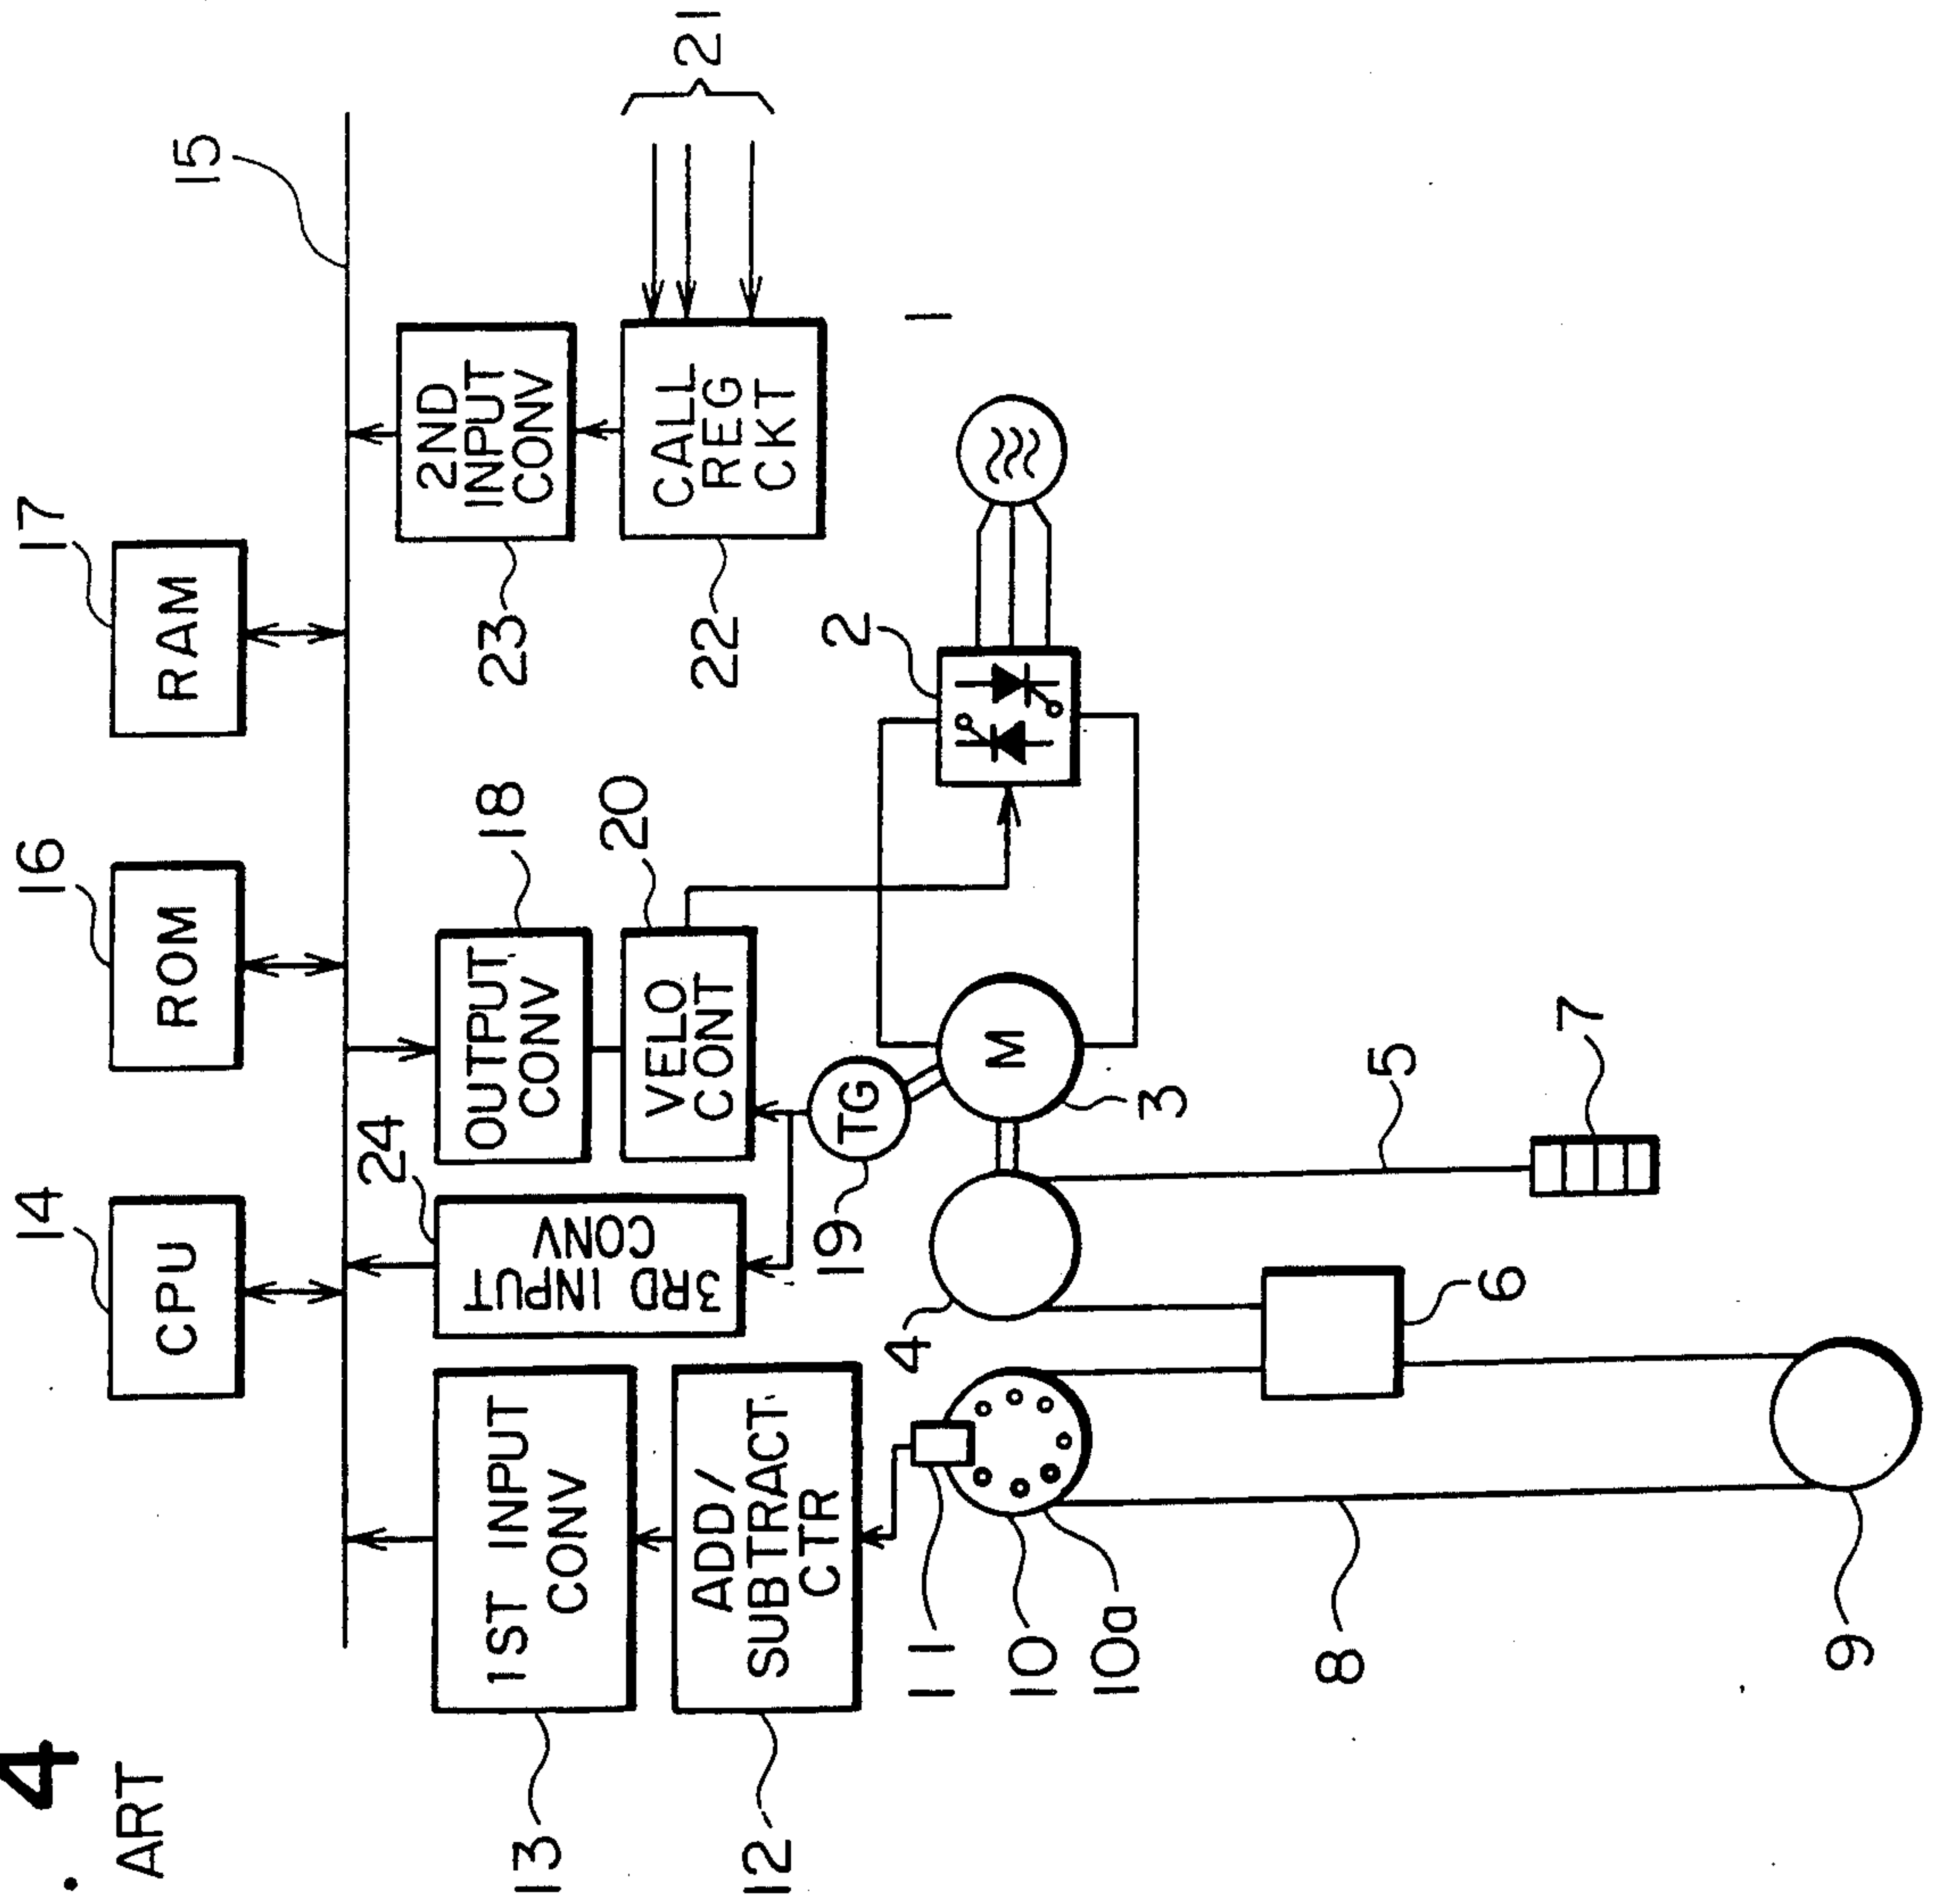 . 4
ART
14
16
17
15
CPU
ROM
RAM
13
1ST INPUT
CONV
24
3RD INPUT
CONV
OUTPUT
CONV
18
23
2ND
INPUT
CONV
12
ADD/
SUBTRACT
CTR
VELO
CONT
20
22
CALL
REG
CKT
21
11
19
TG
2
1
10
10a
4
M
3
8
6
5
7
9